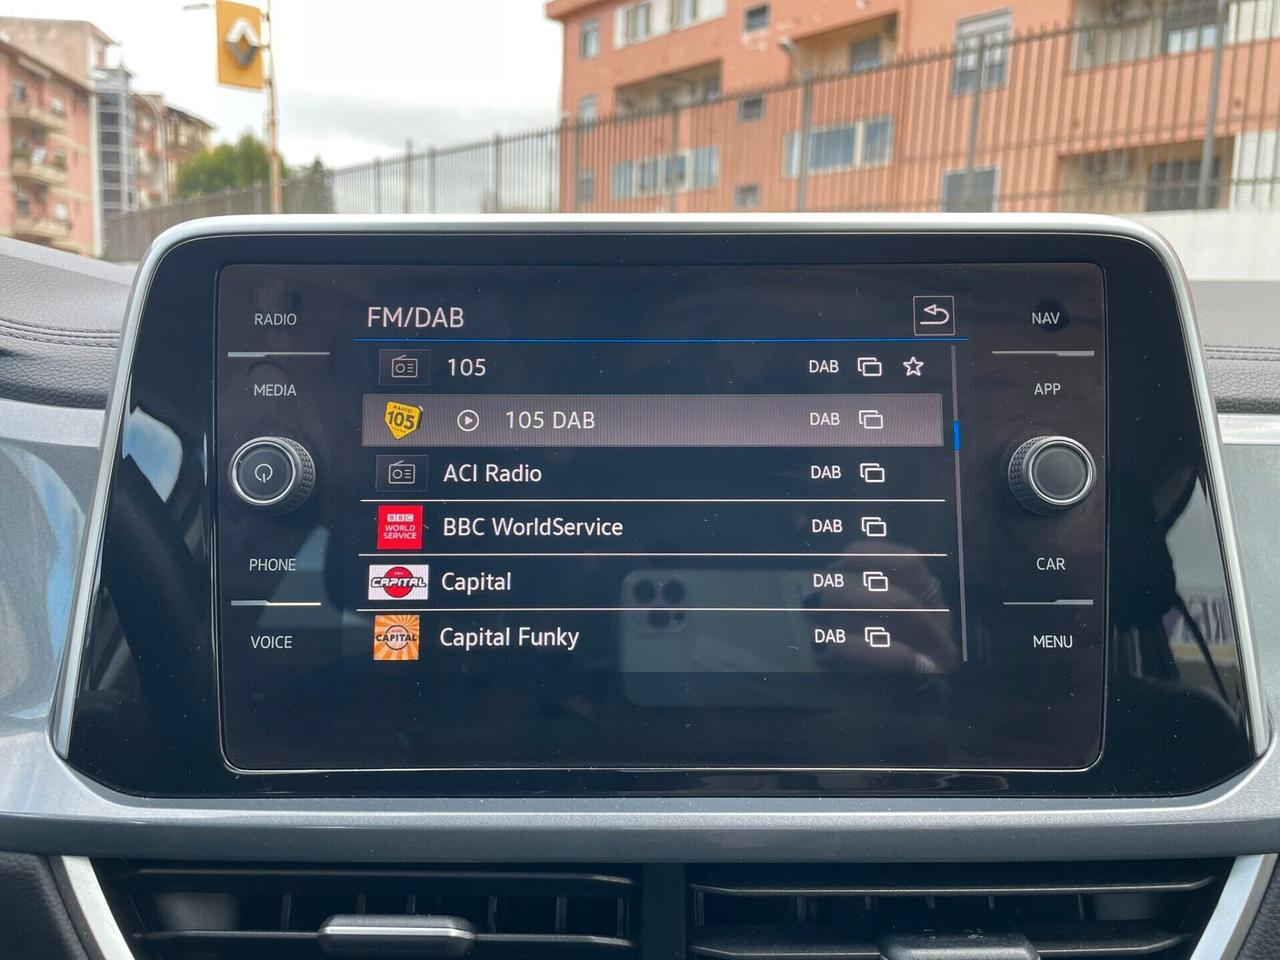 RADIO
MEDIA
PHONE
VOICE
FM/DAB
105 DAB
RADIO 105 105 DAB DAB
ACI Radio DAB
BBC WORLD SERVICE BBC WorldService DAB
CAPITAL Capital DAB
CAPITAL Capital Funky DAB
NAV
APP
CAR
MENU